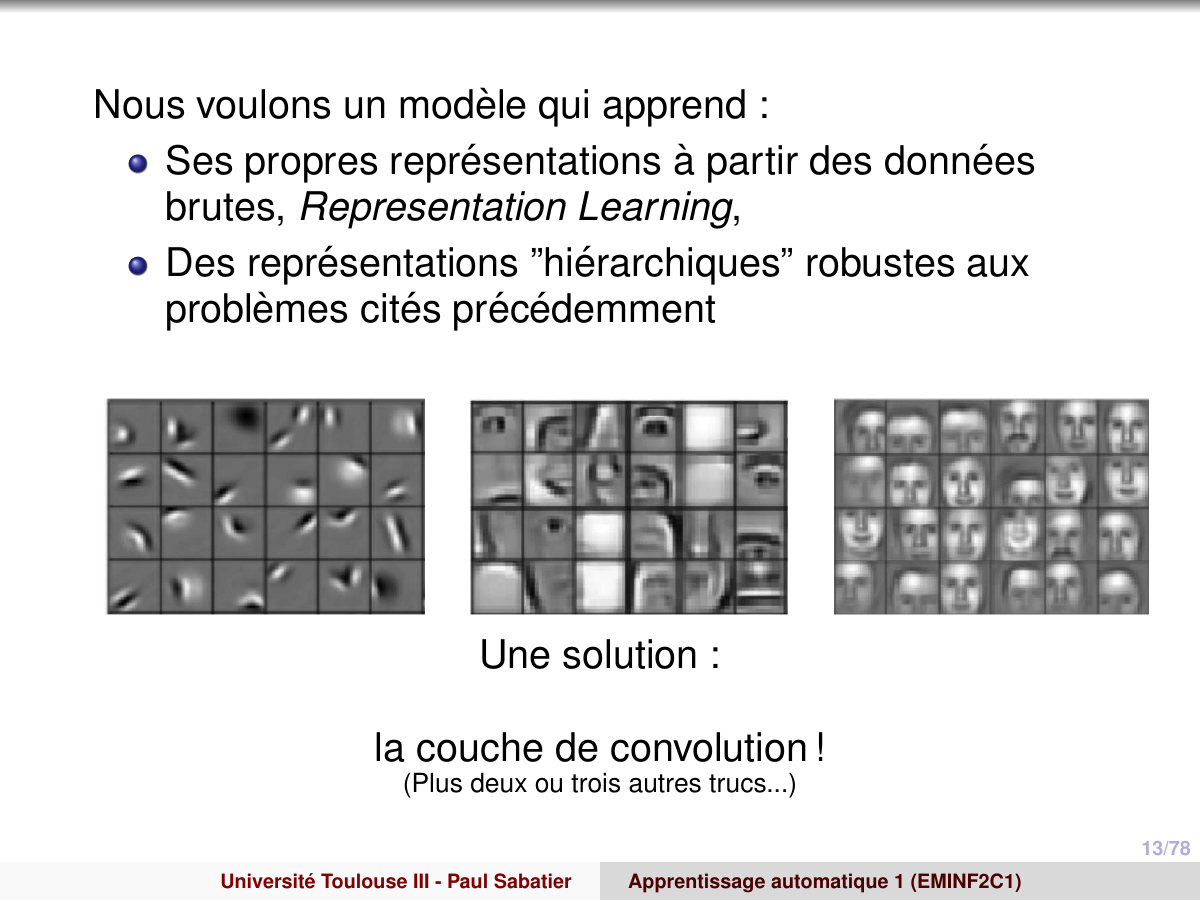 Nous voulons un modèle qui apprend :
Ses propres représentations à partir des données
brutes, Representation Learning,
Des représentations ”hiérarchiques” robustes aux
problèmes cités précédemment
Une solution :
la couche de convolution !
(Plus deux ou trois autres trucs...)
13/78
Université Toulouse III - Paul Sabatier
Apprentissage automatique 1 (EMINF2C1)